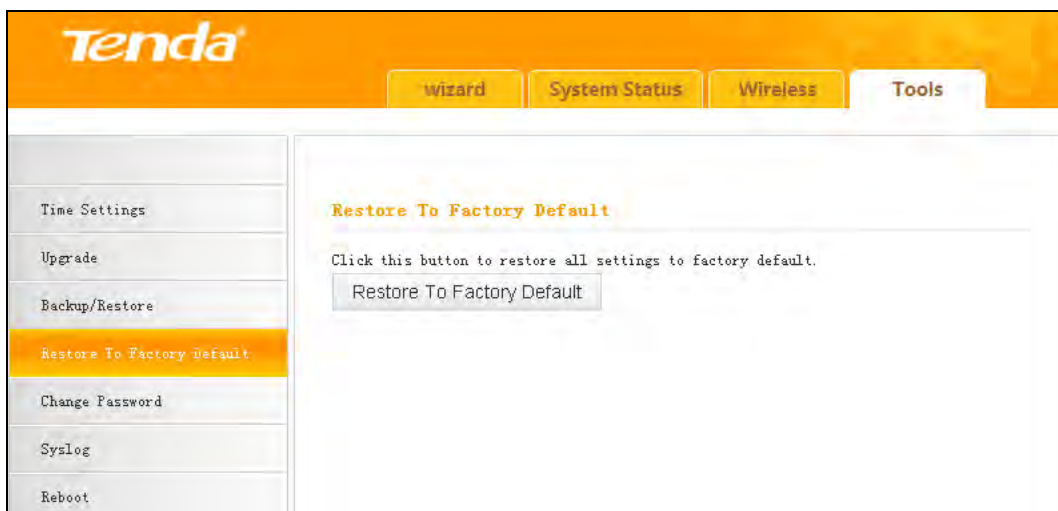 Tenda
wizard
System Status
Wireless
Tools
Time Settings
Upgrade
Backup/Restore
Restore To Factory Default
Change Password
Syslog
Reboot
Restore To Factory Default
Click this button to restore all settings to factory default.
Restore To Factory Default